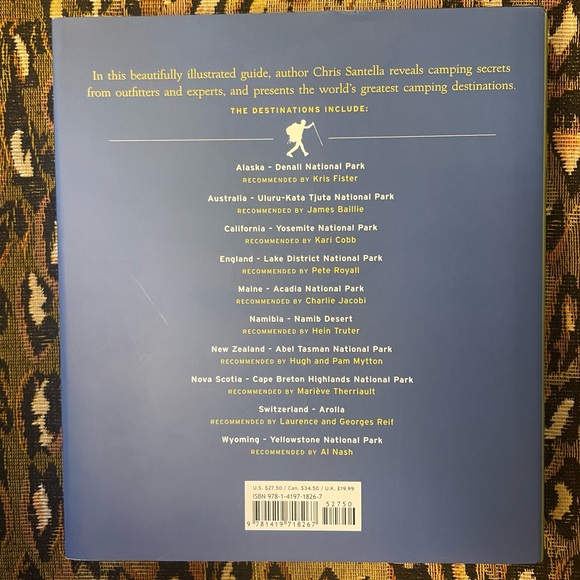 In this beautifully illustrated guide, author Chris Santella reveals camping secrets
from outfitters and experts, and presents the world's greatest camping destinations.
THE DESTINATIONS INCLUDE:
Alaska – Denali National Park
RECOMMENDED BY Kris Fister
Australia – Uluru-Kata Tjuta National Park
RECOMMENDED BY James Baillie
California – Yosemite National Park
RECOMMENDED BY Kari Cobb
England – Lake District National Park
RECOMMENDED BY Pete Royall
Maine – Acadia National Park
RECOMMENDED BY Charlie Jacobi
Namibia – Namib Desert
RECOMMENDED BY Hein Truter
New Zealand – Abel Tasman National Park
RECOMMENDED BY Hugh and Pam Mytton
Nova Scotia – Cape Breton Highlands National Park
RECOMMENDED BY Mariève Therriault
Switzerland – Arolla
RECOMMENDED BY Laurence and Georges Reif
Wyoming – Yellowstone National Park
RECOMMENDED BY Al Nash
U.S. $27.50 / Can. $34.50 / U.K. £19.99
ISBN 978-1-4197-1826-7
52750
9 781419 718267